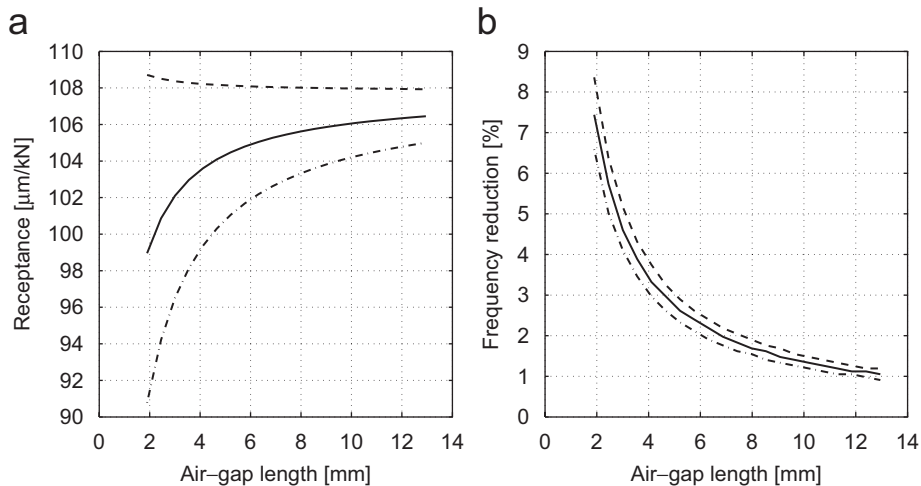 a
110
108
106
104
102
100
98
96
94
92
90
Receptance [μm/kN]
0 2 4 6 8 10 12 14
Air–gap length [mm]
b
9
8
7
6
5
4
3
2
1
0
Frequency reduction [%]
0 2 4 6 8 10 12 14
Air–gap length [mm]